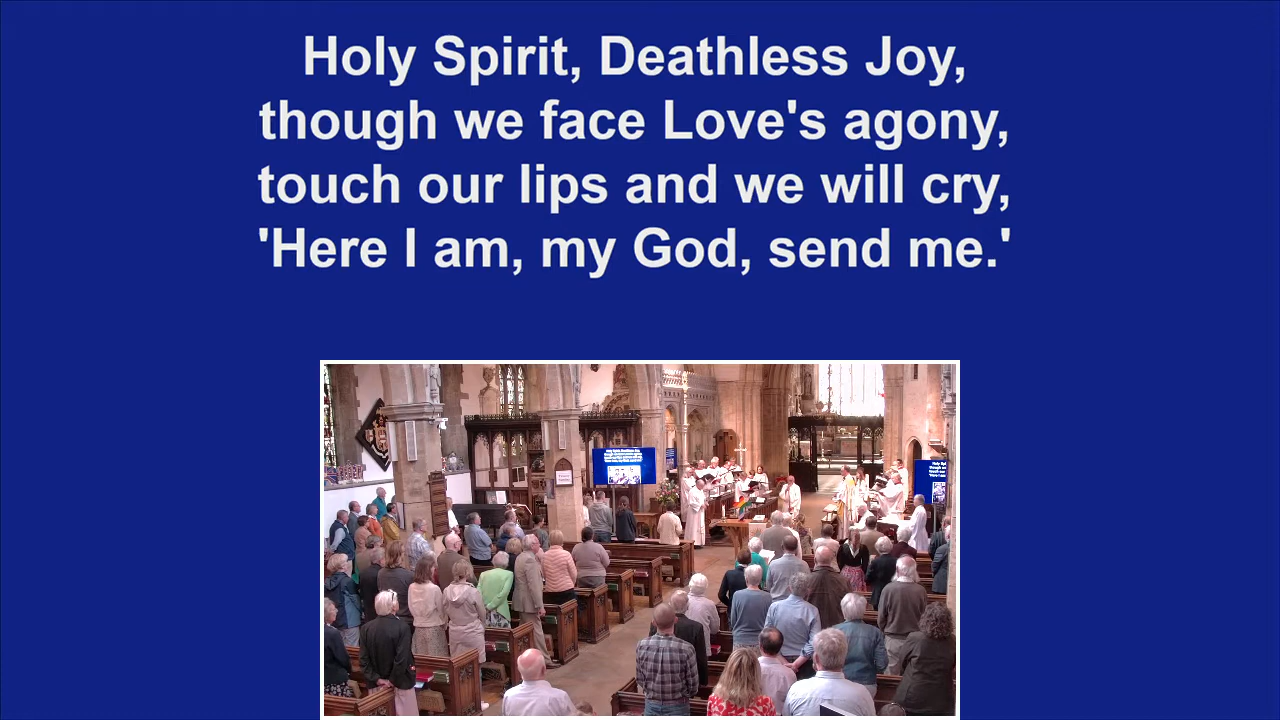 Holy Spirit, Deathless Joy,
though we face Love's agony,
touch our lips and we will cry,
'Here I am, my God, send me.'